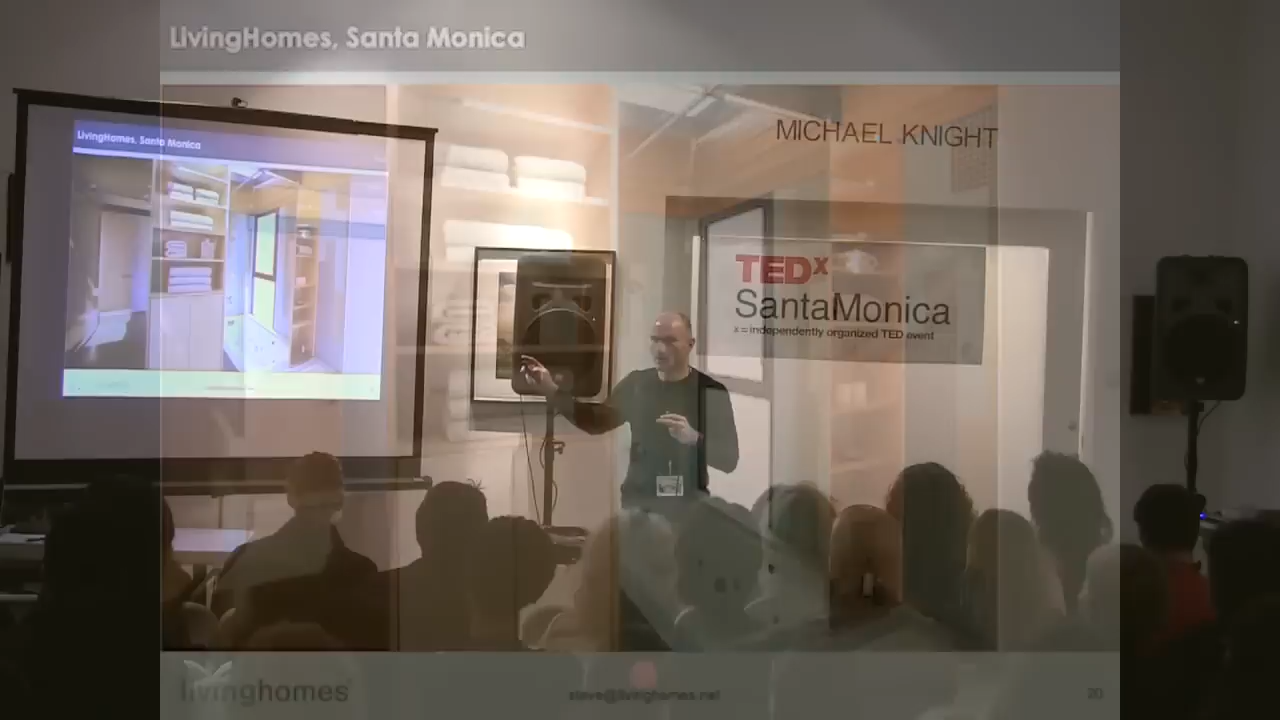 LivingHomes, Santa Monica
LivingHomes, Santa Monica
MICHAEL KNIGHT
TEDx
SantaMonica
x = independently organized TED event
livinghomes
steve@livinghomes.net
20